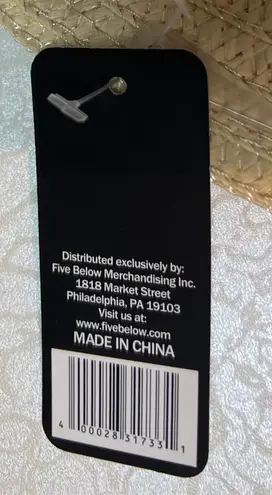 Distributed exclusively by:
Five Below Merchandising Inc.
1818 Market Street
Philadelphia, PA 19103
Visit us at:
www.fivebelow.com
MADE IN CHINA
4 00028 31733 1